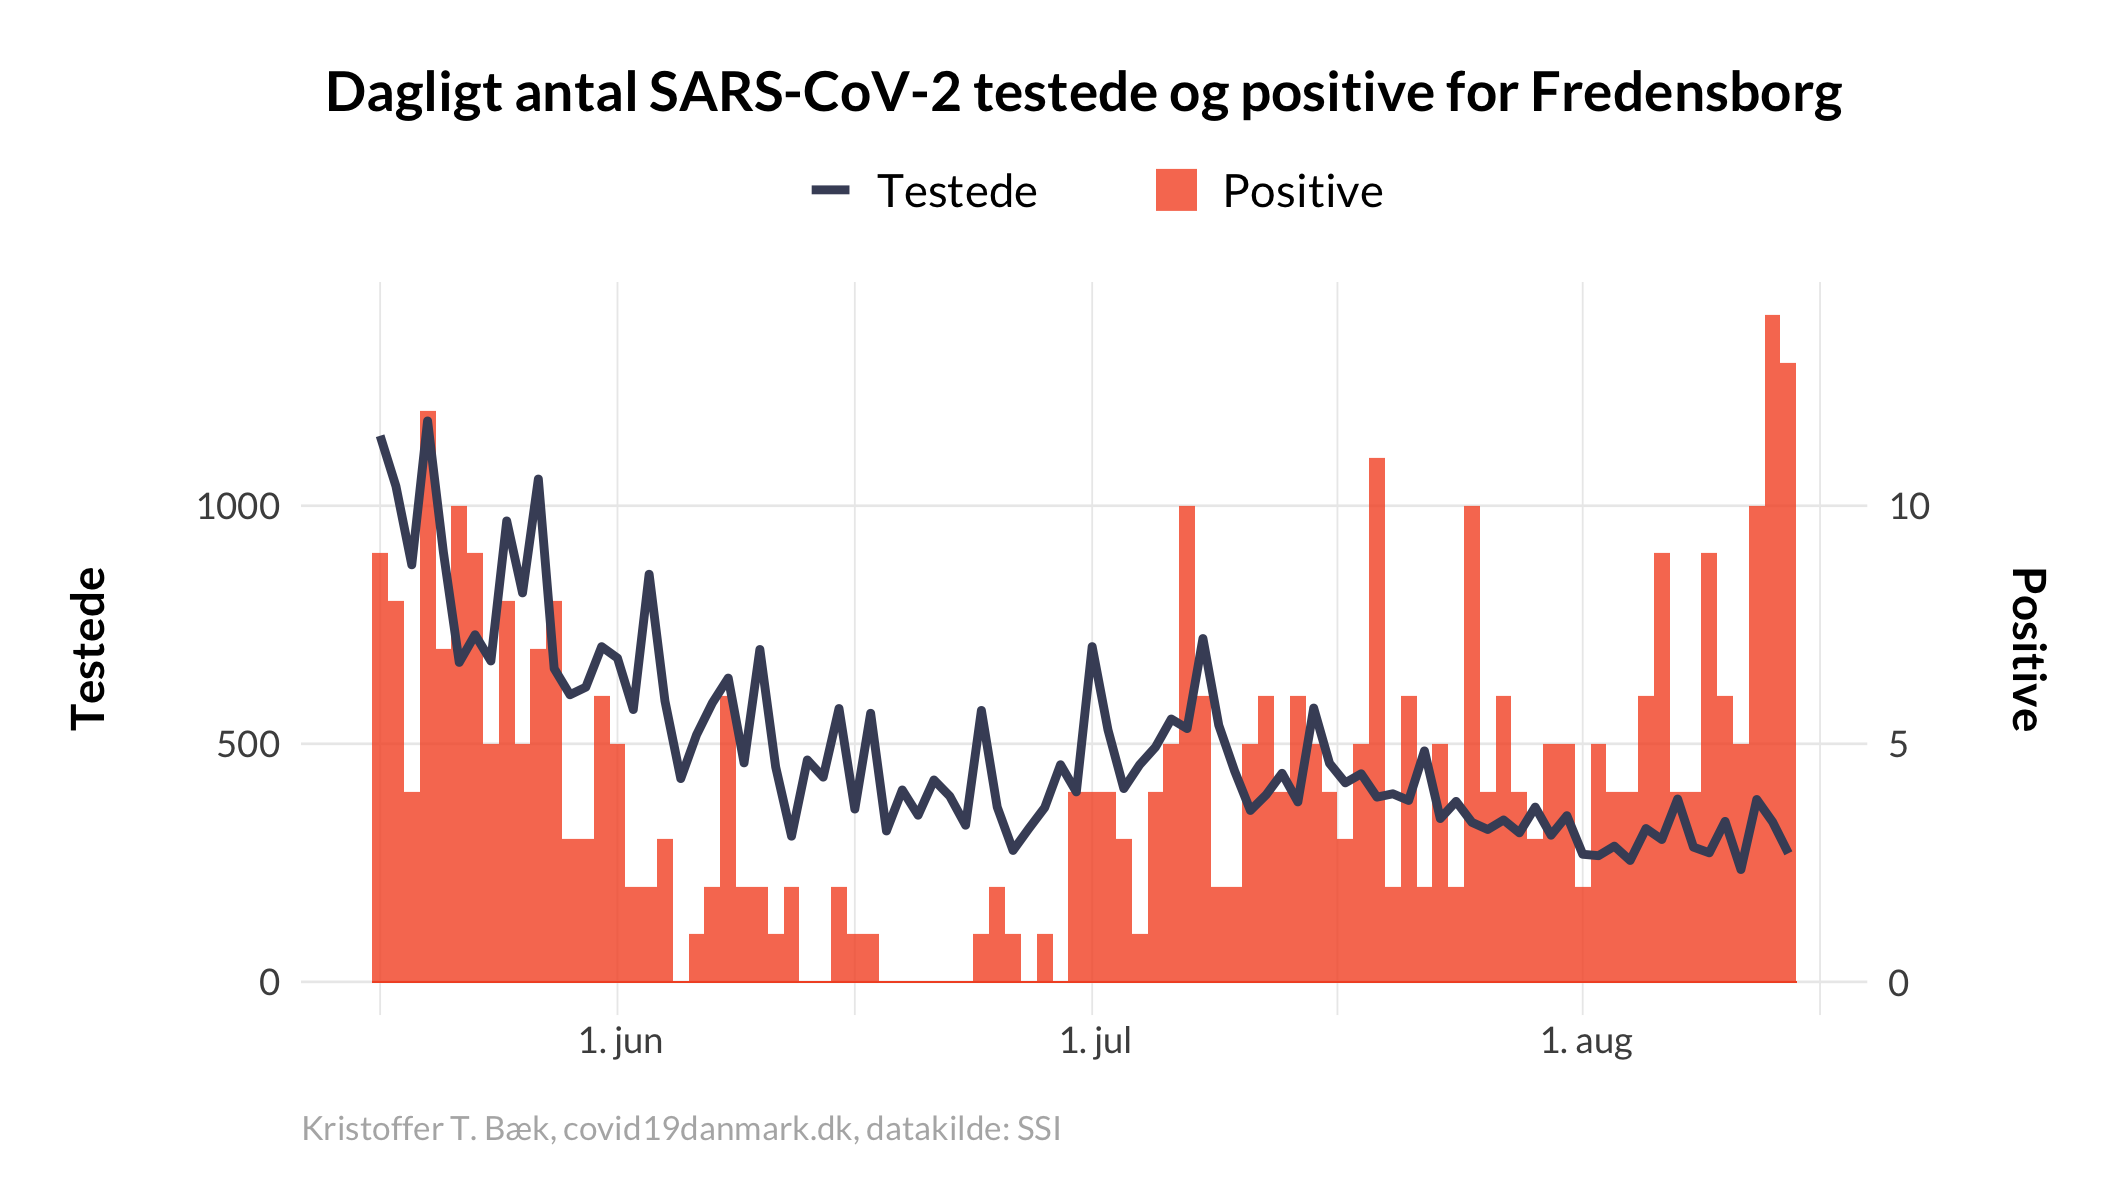 Dagligt antal SARS-CoV-2 testede og positive for Fredensborg
Testede
Positive
1000
500
0
Testede
10
5
0
Positive
1. jun
1. jul
1. aug
Kristoffer T. Bæk, covid19danmark.dk, datakilde: SSI